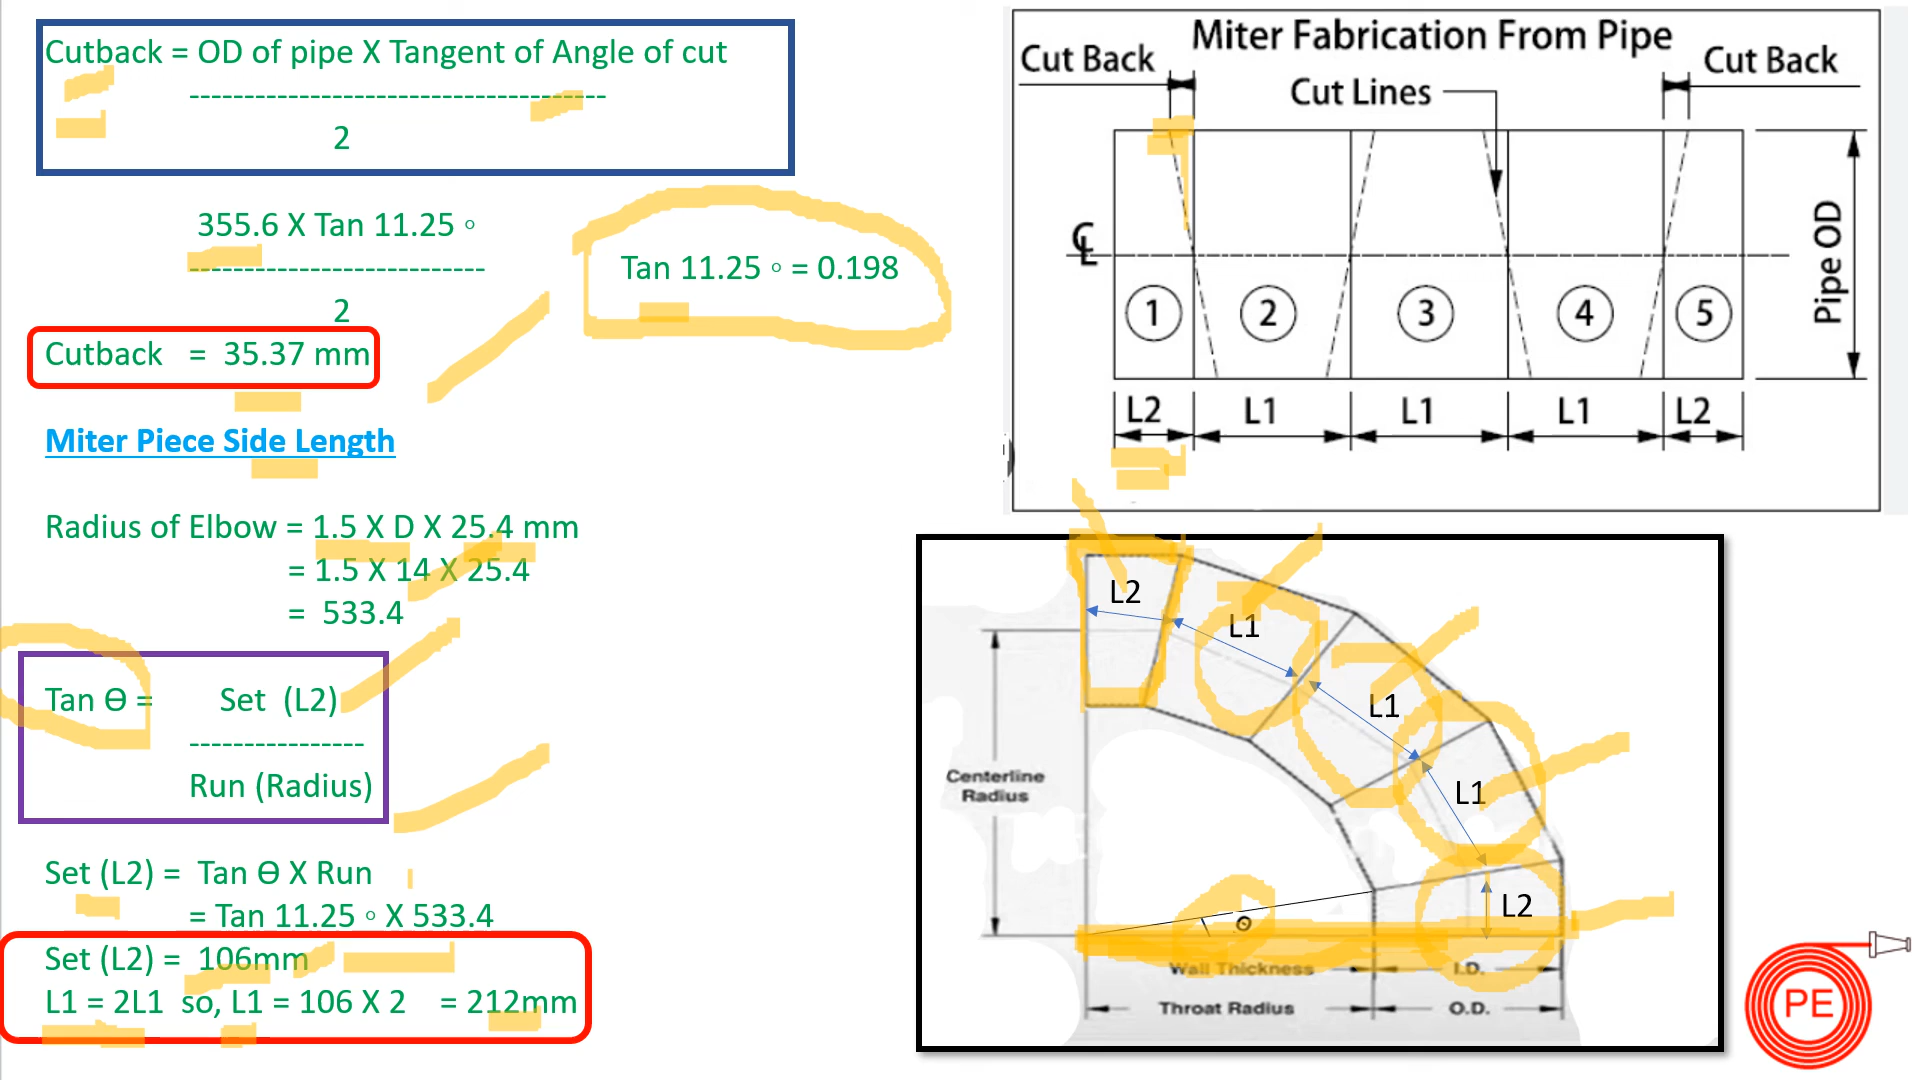 Cutback = OD of pipe X Tangent of Angle of cut
--------------------------------------
2
355.6 X Tan 11.25 ◦
---------------------------
2
Tan 11.25 ◦ = 0.198
Cutback = 35.37 mm
Miter Piece Side Length
Radius of Elbow = 1.5 X D X 25.4 mm
= 1.5 X 14 X 25.4
= 533.4
Tan ϴ = Set (L2)
----------------
Run (Radius)
Set (L2) = Tan ϴ X Run
= Tan 11.25 ◦ X 533.4
Set (L2) = 106mm
L1 = 2L1 so, L1 = 106 X 2 = 212mm
Miter Fabrication From Pipe
Cut Back
Cut Back
Cut Lines
℄
Pipe OD
1 2 3 4 5
L2 L1 L1 L1 L2
L2
L1
L1
L1
L2
Centerline
Radius
ϴ
Wall Thickness I.D.
Throat Radius O.D.
PE